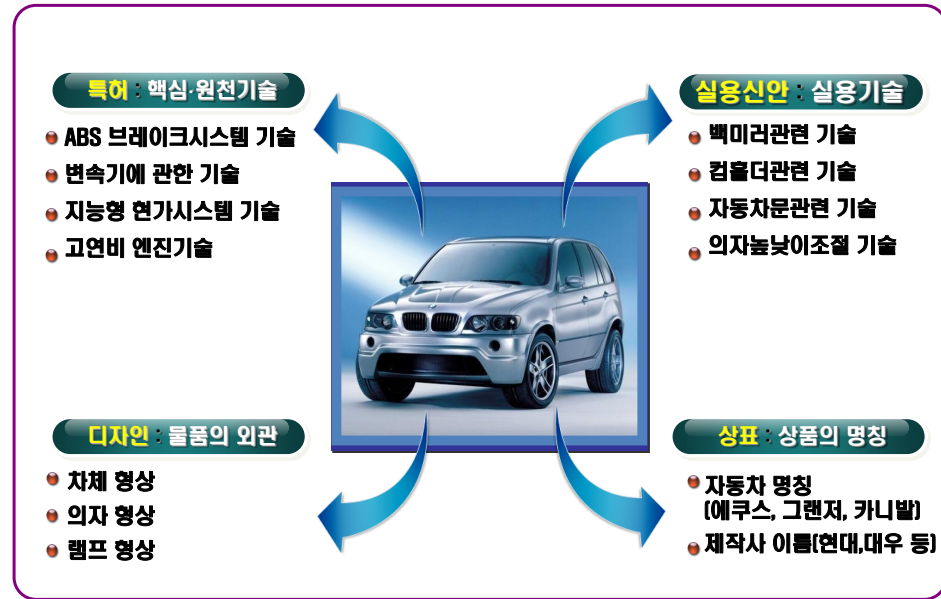 특허 : 핵심·원천기술
ABS 브레이크시스템 기술
변속기에 관한 기술
지능형 현가시스템 기술
고연비 엔진기술
실용신안 : 실용기술
백미러관련 기술
컵홀더관련 기술
자동차문관련 기술
의자높낮이조절 기술
디자인 : 물품의 외관
차체 형상
의자 형상
램프 형상
상표 : 상품의 명칭
자동차 명칭
(에쿠스, 그랜저, 카니발)
제작사 이름(현대,대우 등)